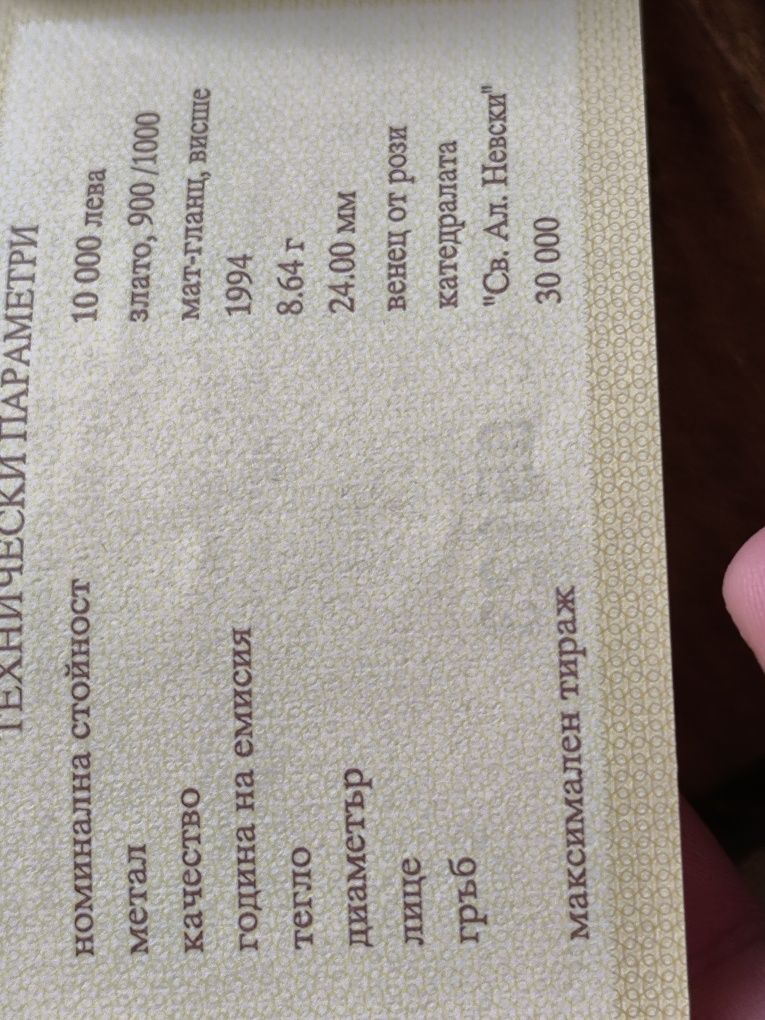 ТЕХНИЧЕСКИ ПАРАМЕТРИ
номинална стойност 10 000 лева
метал злато, 900 /1000
качество мат-гланц, висше
година на емисия 1994
тегло 8.64 г
диаметър 24.00 мм
лице венец от рози
гръб катедралата
"Св. Ал. Невски"
максимален тираж 30 000